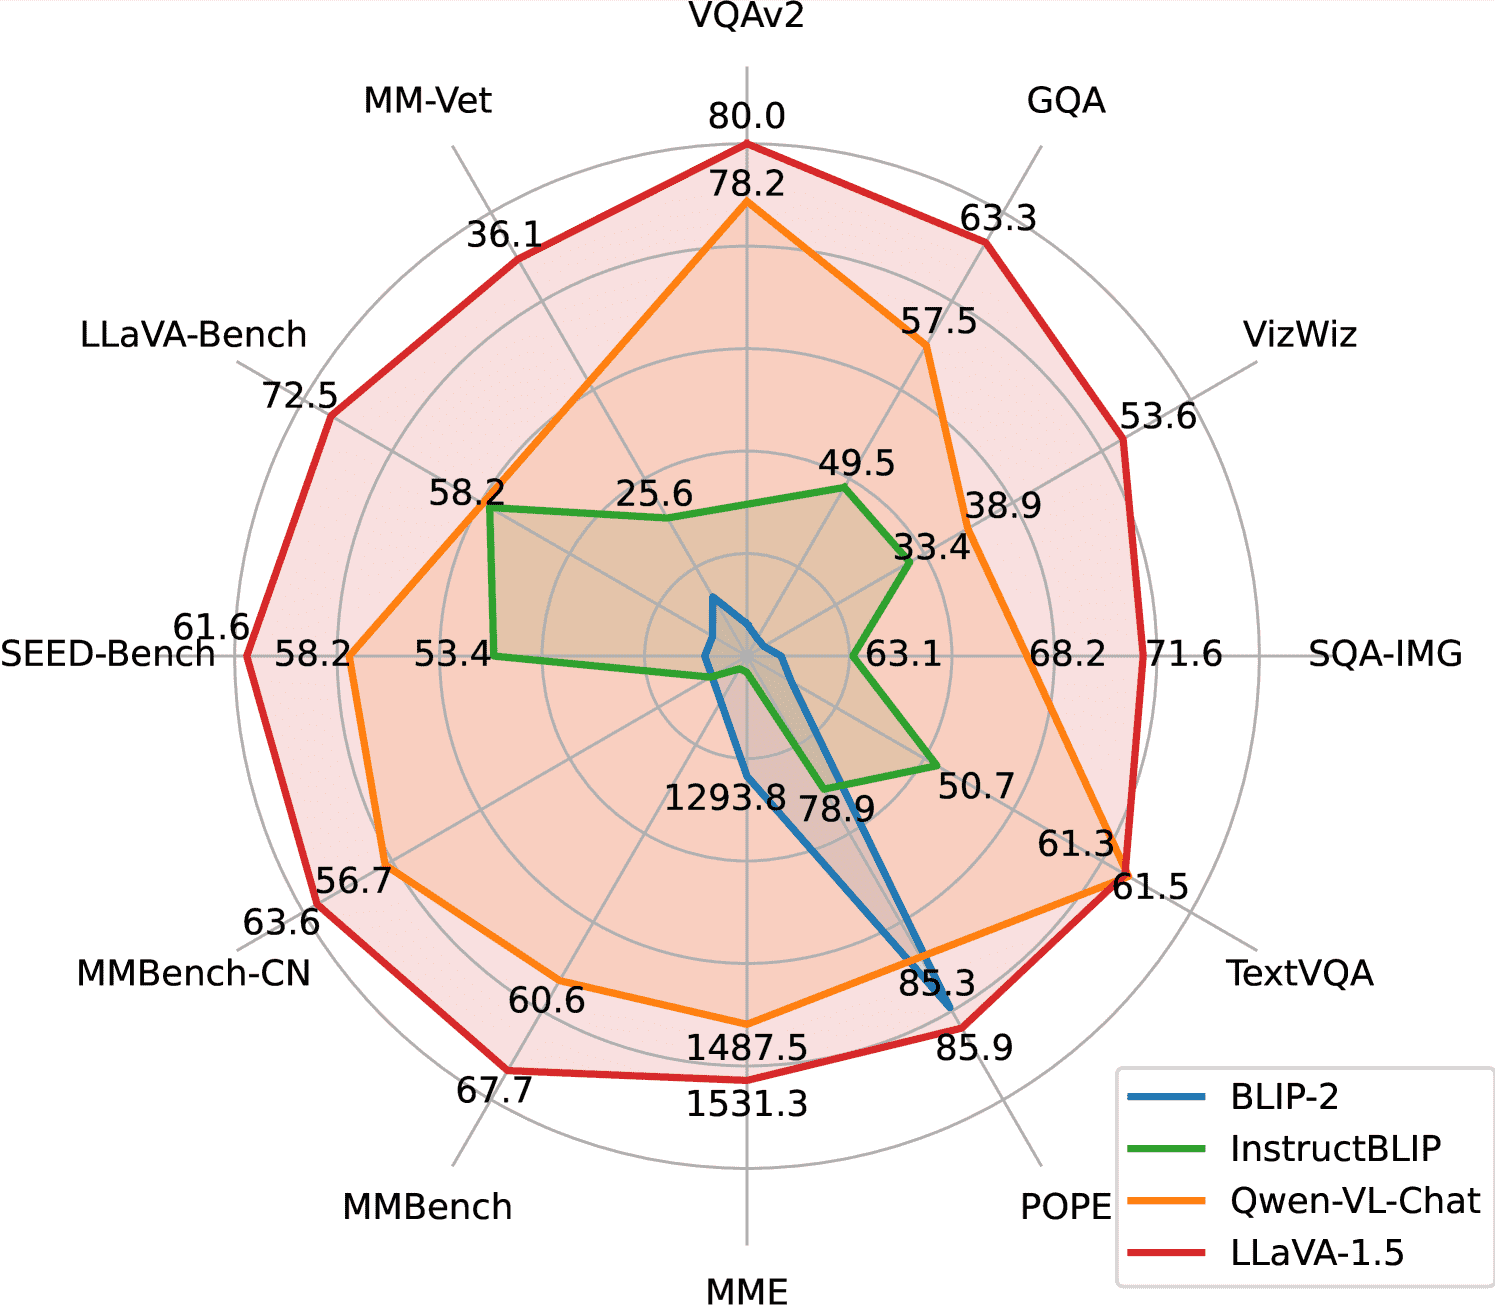 VQAv2
MM-Vet
GQA
80.0
78.2
36.1
63.3
57.5
LLaVA-Bench
VizWiz
72.5
53.6
58.2
25.6
49.5
38.9
33.4
61.6
SEED-Bench
58.2
53.4
63.1
68.2
71.6
SQA-IMG
1293.8
78.9
50.7
61.3
61.5
56.7
63.6
MMBench-CN
TextVQA
60.6
85.3
1487.5
85.9
67.7
1531.3
MMBench
POPE
MME
BLIP-2
InstructBLIP
Qwen-VL-Chat
LLaVA-1.5